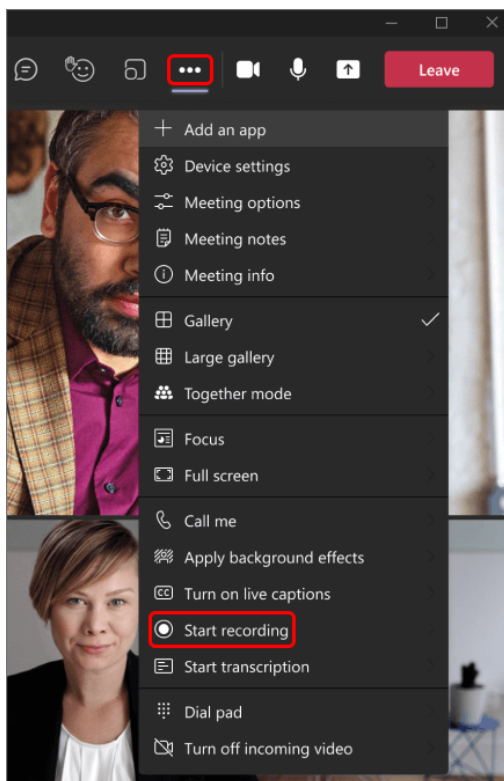 Leave
Add an app
Device settings
Meeting options
Meeting notes
Meeting info
Gallery
Large gallery
Together mode
Focus
Full screen
Call me
Apply background effects
CC Turn on live captions
Start recording
Start transcription
Dial pad
Turn off incoming video